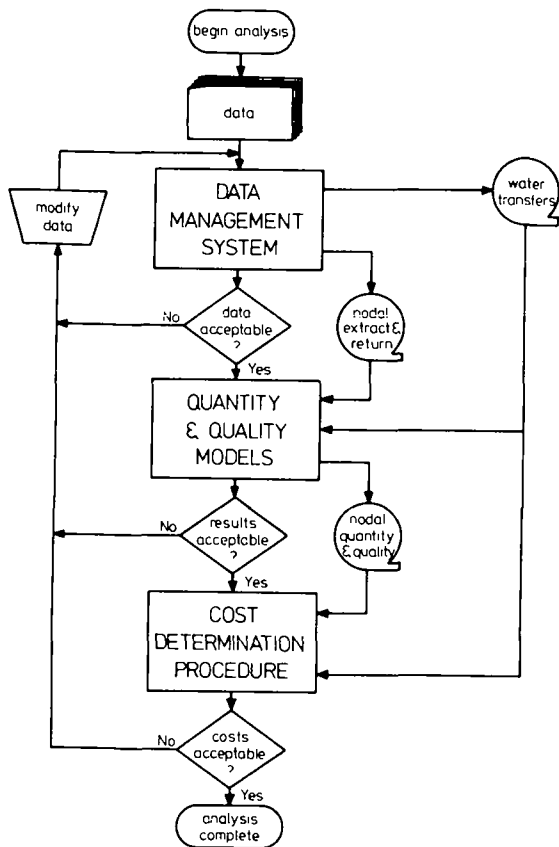 begin analysis
data
modify
data
DATA
MANAGEMENT
SYSTEM
water
transfers
No
data
acceptable
?
Yes
nodal
extract &
return
QUANTITY
& QUALITY
MODELS
No
results
acceptable
?
Yes
nodal
quantity
& quality
COST
DETERMINATION
PROCEDURE
No
costs
acceptable
?
Yes
analysis
complete